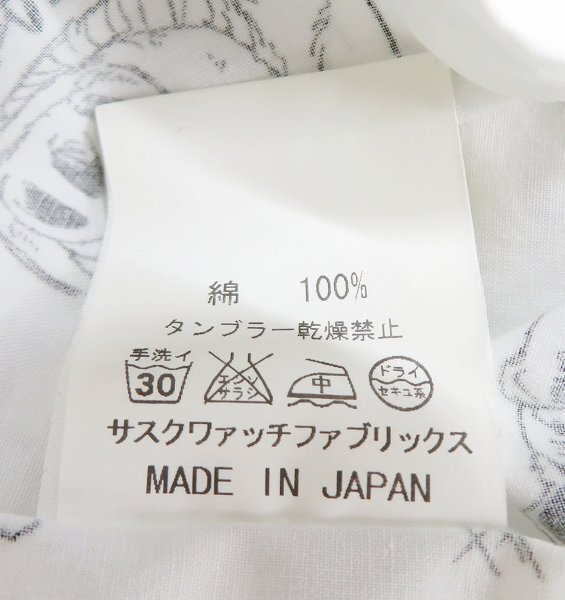 綿 100%
タンブラー乾燥禁止
手洗イ
30
エンソ
サラシ
中
ドライ
セキユ系
サスクワァッチファブリックス
MADE IN JAPAN